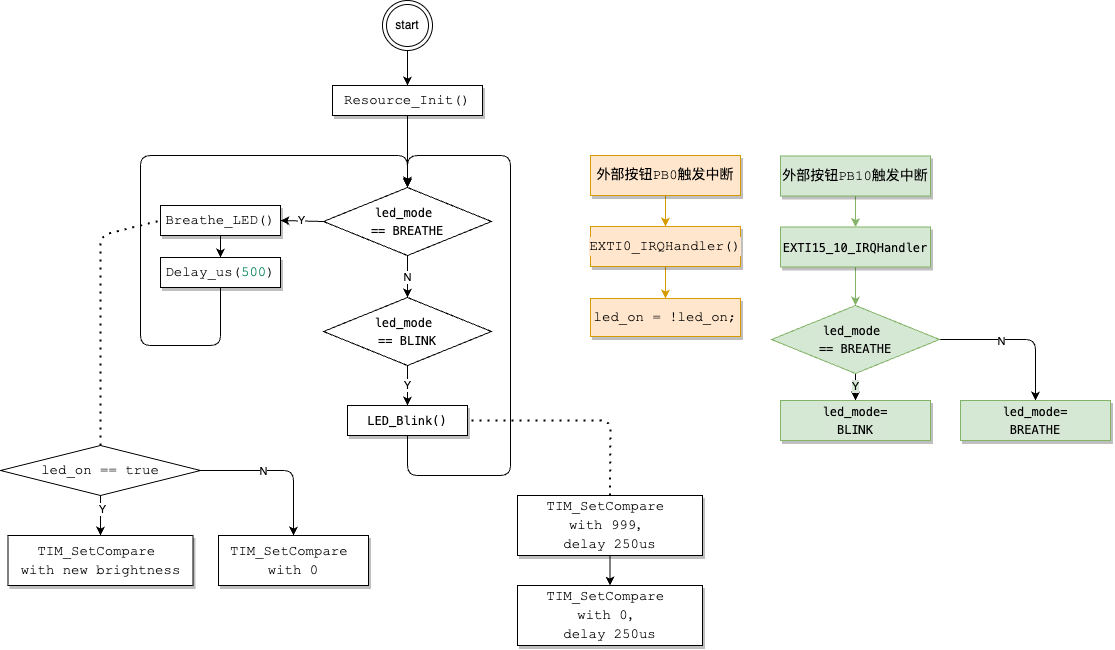 start
Resource_Init()
led_mode
== BREATHE
Y
N
Breathe_LED()
Delay_us(500)
led_mode
== BLINK
Y
LED_Blink()
led_on == true
N
Y
TIM_SetCompare
with new brightness
TIM_SetCompare
with 0
TIM_SetCompare
with 999,
delay 250us
TIM_SetCompare
with 0,
delay 250us
外部按钮PB0触发中断
EXTI0_IRQHandler()
led_on = !led_on;
外部按钮PB10触发中断
EXTI15_10_IRQHandler
led_mode
== BREATHE
N
Y
led_mode=
BLINK
led_mode=
BREATHE